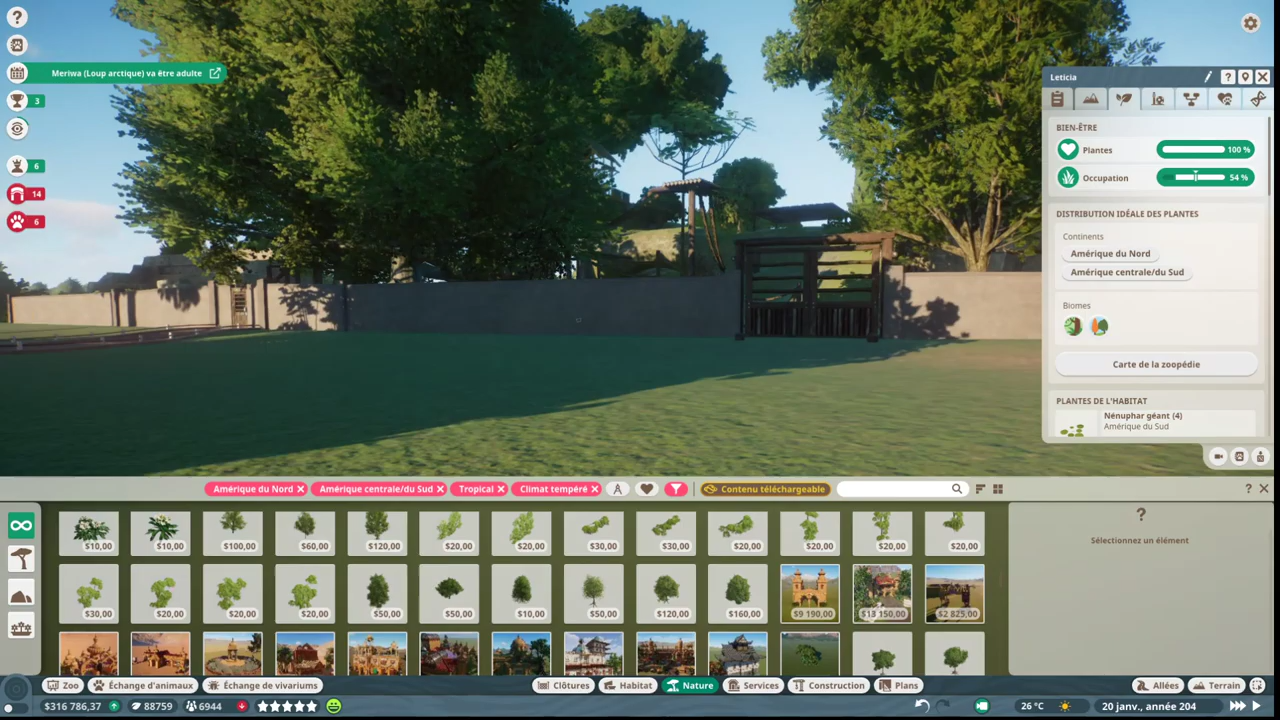 ?
Meriwa (Loup arctique) va être adulte
3
6
14
6
Leticia
?
BIEN-ÊTRE
Plantes 100 %
Occupation 54 %
DISTRIBUTION IDÉALE DES PLANTES
Continents
Amérique du Nord
Amérique centrale/du Sud
Biomes
Carte de la zoopédie
PLANTES DE L'HABITAT
Nénuphar géant (4)
Amérique du Sud
Amérique du Nord Amérique centrale/du Sud Tropical Climat tempéré Contenu téléchargeable ?
$10,00 $10,00 $100,00 $60,00 $120,00 $20,00 $20,00 $30,00 $30,00 $20,00 $20,00 $20,00 $20,00
?
Sélectionnez un élément
$30,00 $20,00 $20,00 $20,00 $50,00 $50,00 $10,00 $50,00 $120,00 $160,00 $9 190,00 $13 150,00 $2 825,00
Zoo Échange d'animaux Échange de vivariums Clôtures Habitat Nature Services Construction Plans Allées Terrain
$316 786,37 88759 6944 26 °C 20 janv., année 204